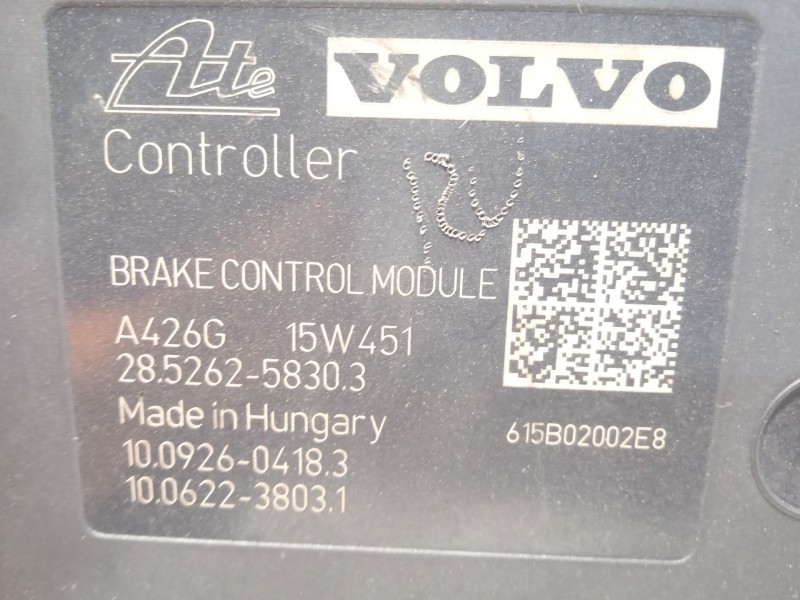 Ate VOLVO
Controller
BRAKE CONTROL MODULE
A426G 15W451
28.5262-5830.3
Made in Hungary
10.0926-0418.3
10.0622-3803.1
615B02002E8